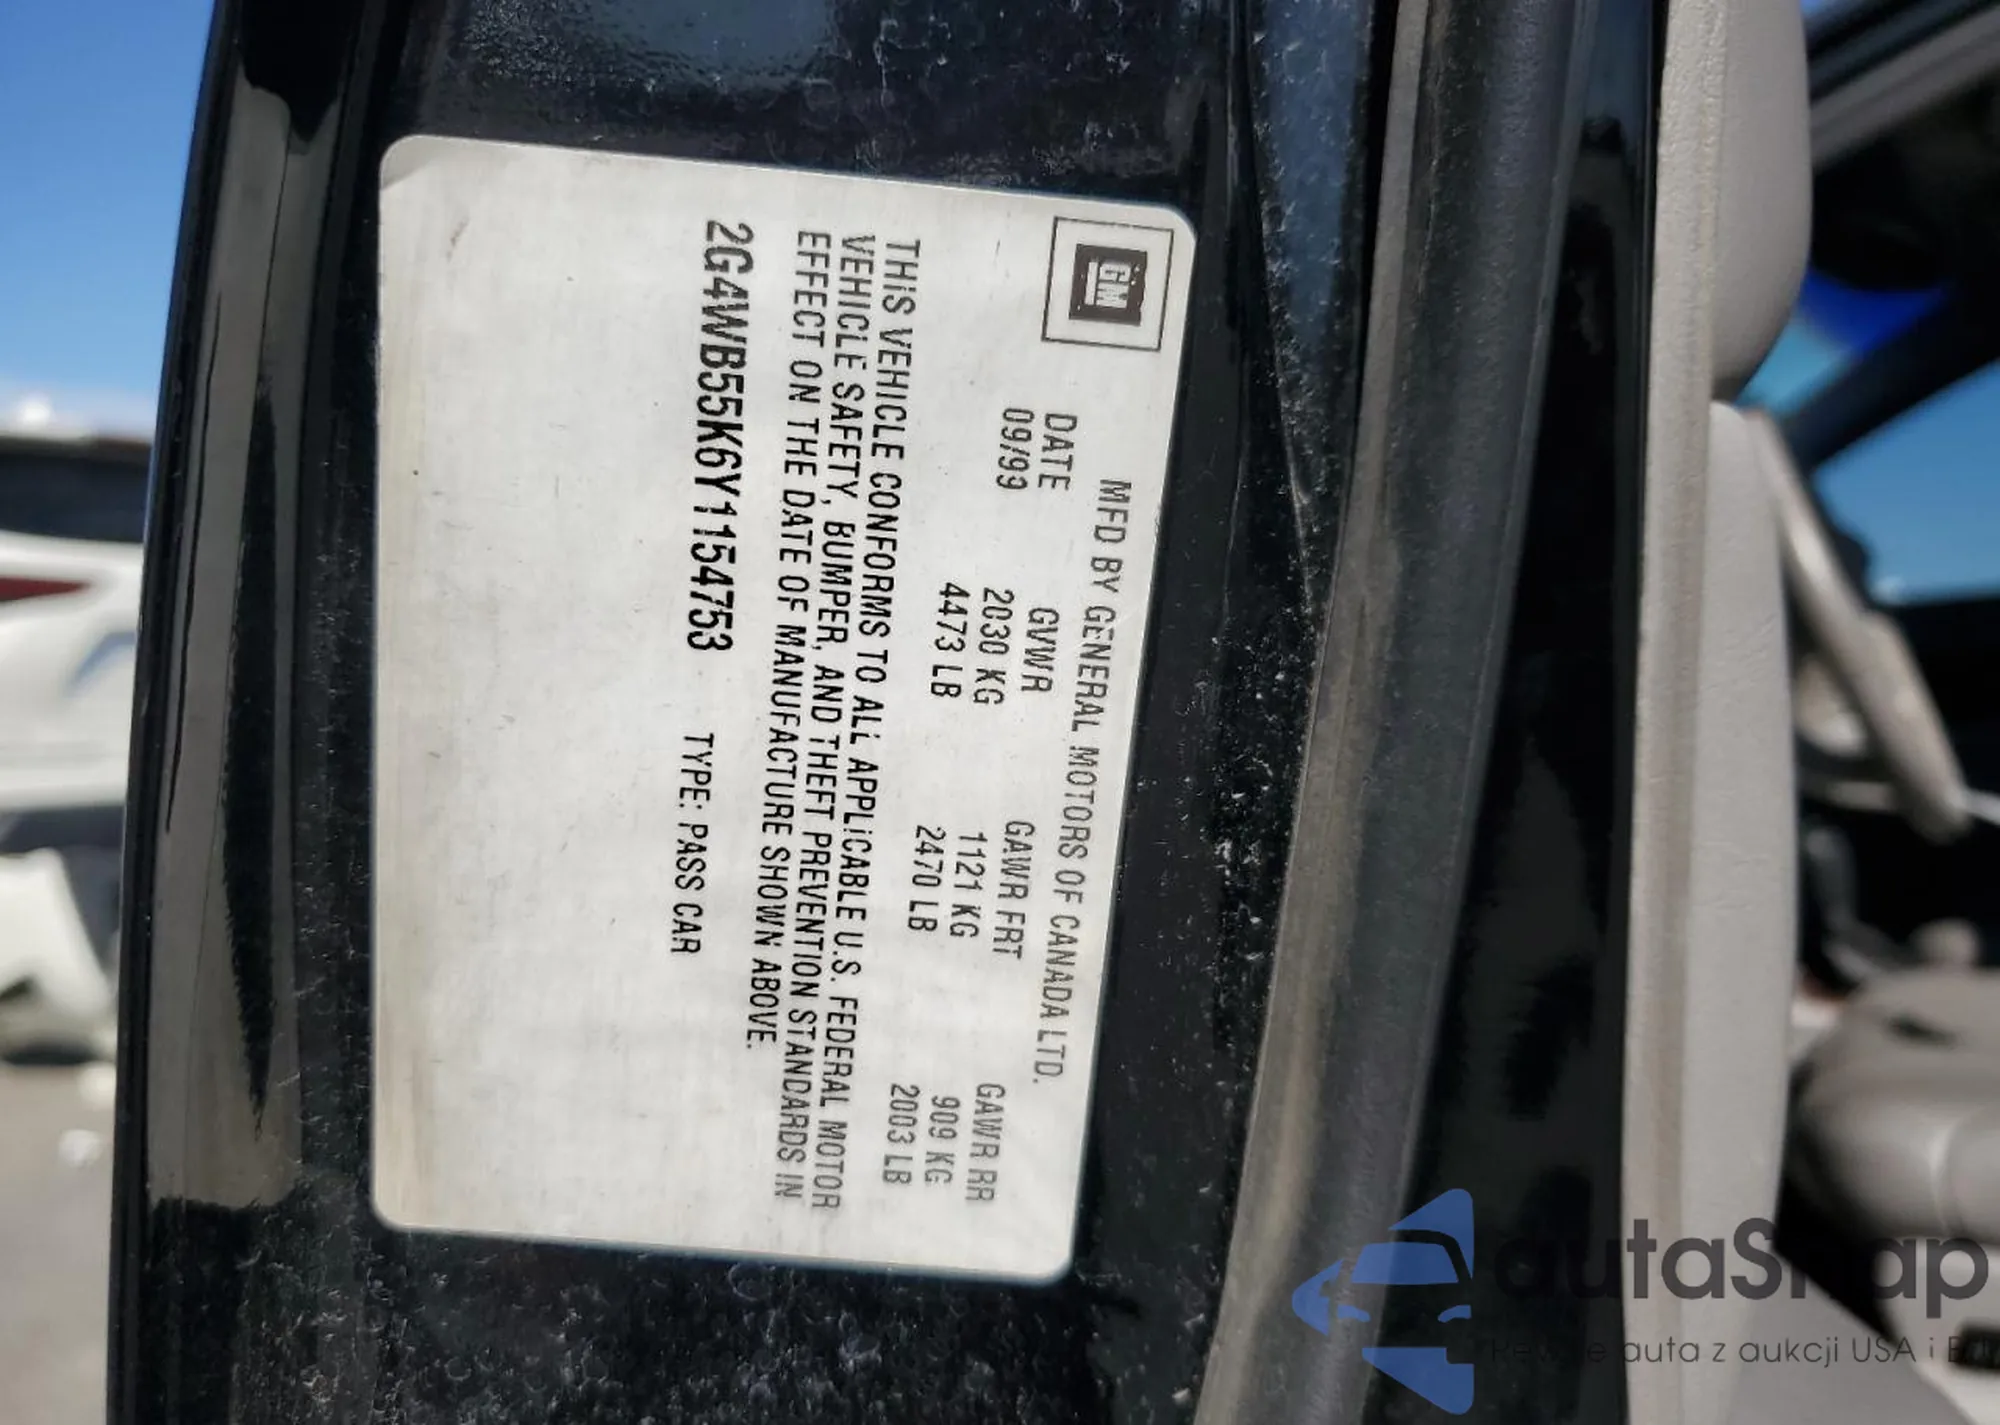 GM
MFD BY GENERAL MOTORS OF CANADA LTD.
DATE GVWR GAWR FRT GAWR RR
09/99 2030 KG 1121 KG 909 KG
4473 LB 2470 LB 2003 LB
THIS VEHICLE CONFORMS TO ALL APPLICABLE U.S. FEDERAL MOTOR
VEHICLE SAFETY, BUMPER, AND THEFT PREVENTION STANDARDS IN
EFFECT ON THE DATE OF MANUFACTURE SHOWN ABOVE.
2G4WB55K6Y1154753 TYPE: PASS CAR
autaSnap
auta z aukcji USA i